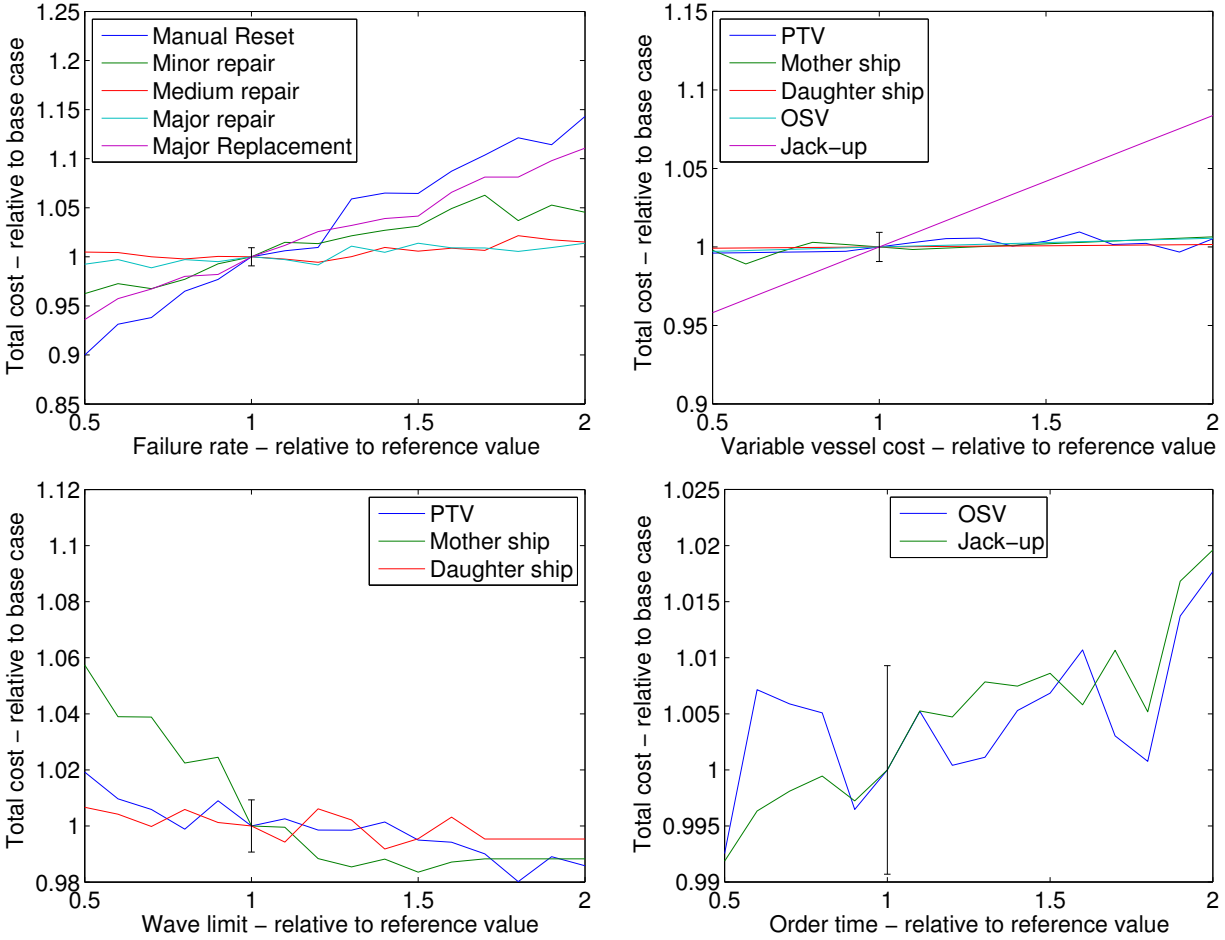 1.25
1.2
1.15
1.1
1.05
1
0.95
0.9
0.85
0.5
1
1.5
2
Total cost − relative to base case
Failure rate − relative to reference value
Manual Reset
Minor repair
Medium repair
Major repair
Major Replacement
1.15
1.1
1.05
1
0.95
0.9
0.5
1
1.5
2
Total cost − relative to base case
Variable vessel cost − relative to reference value
PTV
Mother ship
Daughter ship
OSV
Jack−up
1.12
1.1
1.08
1.06
1.04
1.02
1
0.98
0.5
1
1.5
2
Total cost − relative to base case
Wave limit − relative to reference value
PTV
Mother ship
Daughter ship
1.025
1.02
1.015
1.01
1.005
1
0.995
0.99
0.5
1
1.5
2
Total cost − relative to base case
Order time − relative to reference value
OSV
Jack−up